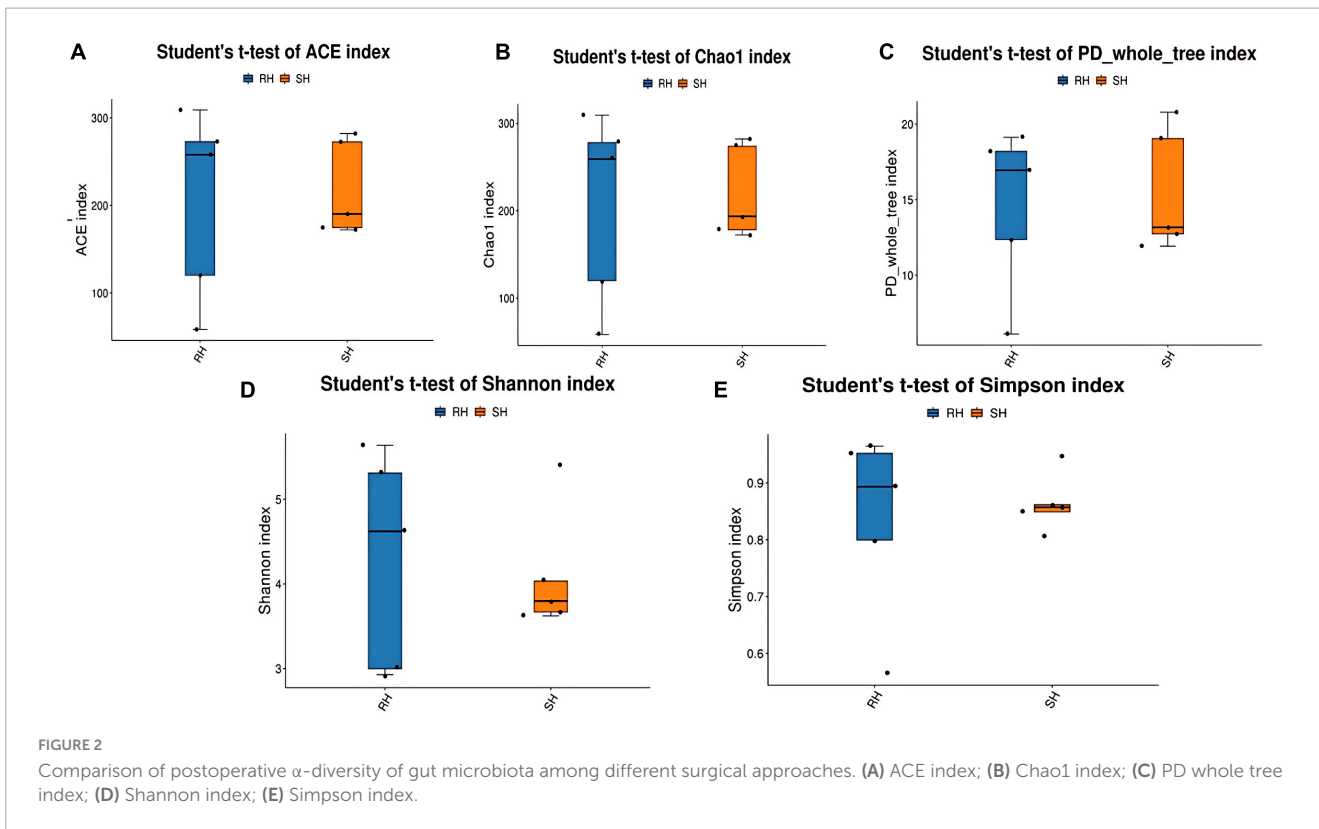 A
Student's t-test of ACE index
RH SH
ACE index
300
200
100
RH
SH
B
Student's t-test of Chao1 index
RH SH
Chao1 index
300
200
100
RH
SH
C
Student's t-test of PD_whole_tree index
RH SH
PD_whole_tree index
20
15
10
RH
SH
D
Student's t-test of Shannon index
RH SH
Shannon index
5
4
3
RH
SH
E
Student's t-test of Simpson index
RH SH
Simpson index
0.9
0.8
0.7
0.6
RH
SH
FIGURE 2
Comparison of postoperative α-diversity of gut microbiota among different surgical approaches. (A) ACE index; (B) Chao1 index; (C) PD whole tree
index; (D) Shannon index; (E) Simpson index.